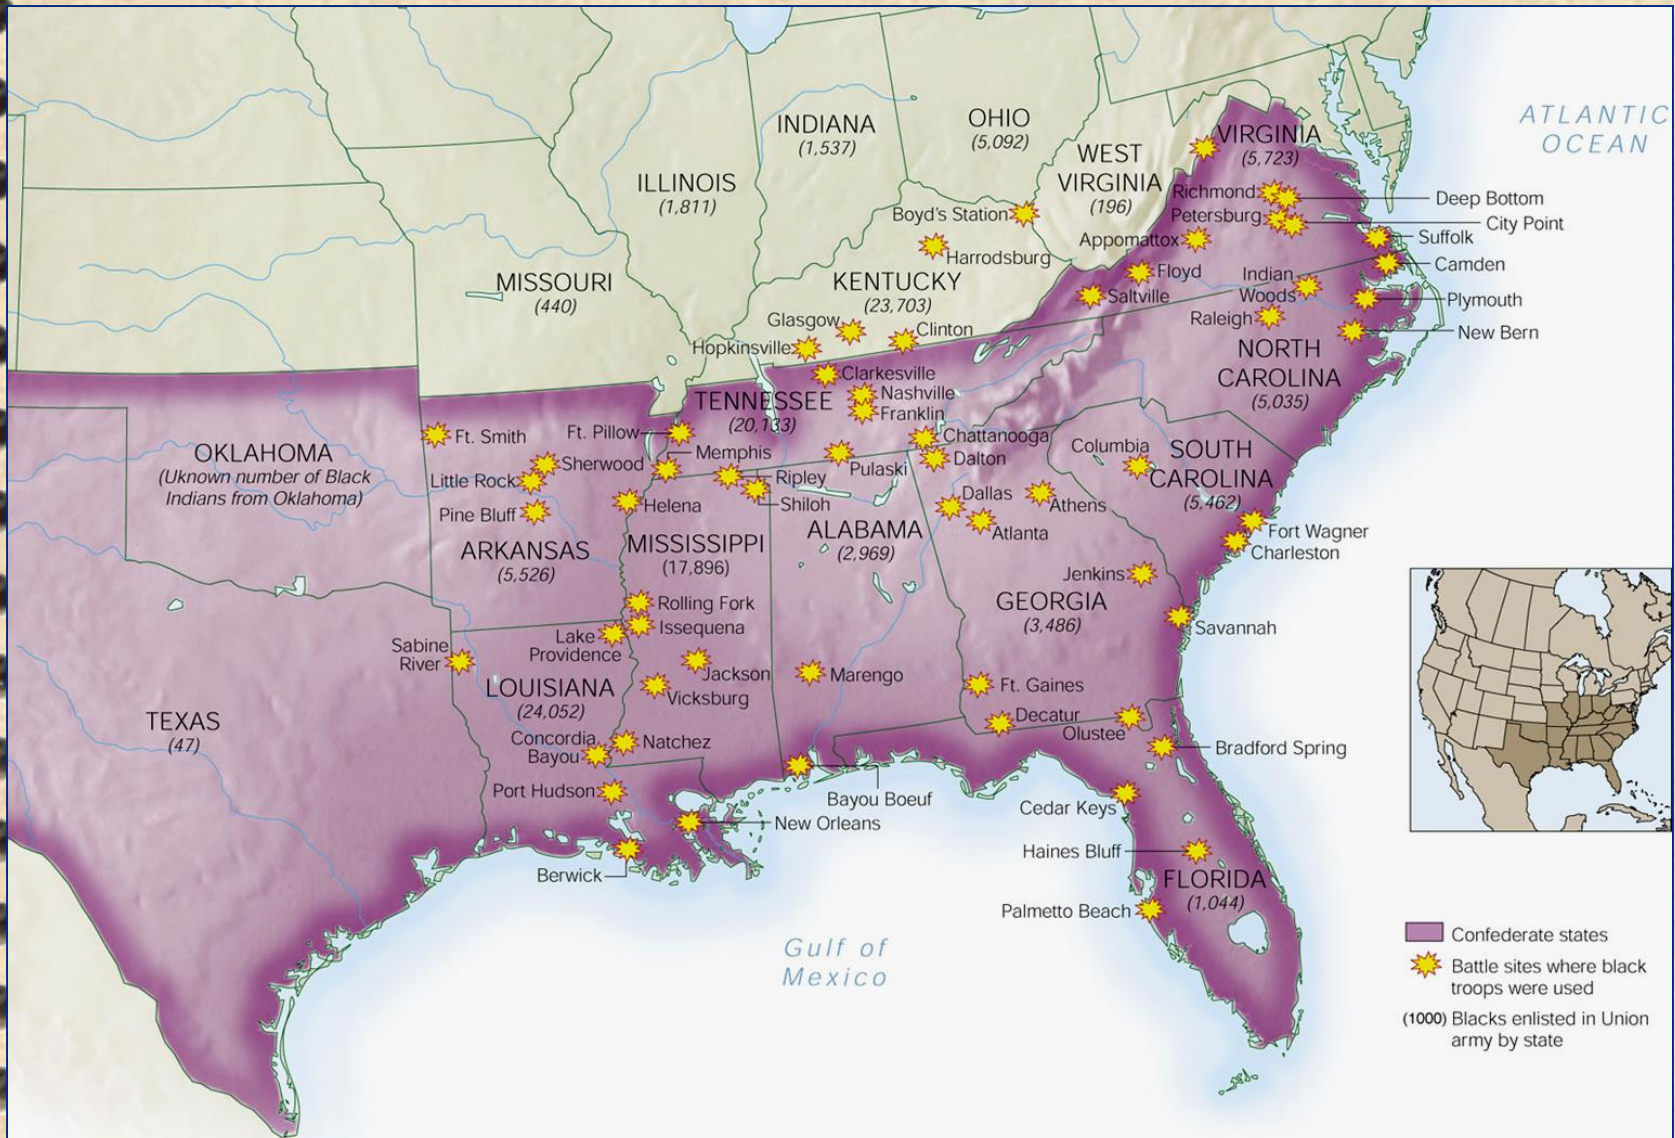 ATLANTIC
OCEAN
INDIANA
(1,537)
OHIO
(5,092)
WEST
VIRGINIA
(196)
VIRGINIA
(5,723)
ILLINOIS
(1,811)
Richmond
Deep Bottom
Petersburg
City Point
Boyd's Station
Appomattox
Suffolk
Harrodsburg
Camden
MISSOURI
(440)
KENTUCKY
(23,703)
Floyd
Saltville
Indian
Woods
Plymouth
Raleigh
New Bern
Glasgow
Clinton
Hopkinsville
NORTH
CAROLINA
(5,035)
Clarkesville
Nashville
Franklin
TENNESSEE
(20,133)
Ft. Smith
Ft. Pillow
Memphis
Chattanooga
Dalton
Pulaski
Columbia
SOUTH
CAROLINA
(5,462)
OKLAHOMA
(Uknown number of Black
Indians from Oklahoma)
Sherwood
Little Rock
Pine Bluff
Helena
Ripley
Shiloh
Dallas
Athens
Atlanta
Fort Wagner
Charleston
ARKANSAS
(5,526)
MISSISSIPPI
(17,896)
ALABAMA
(2,969)
Jenkins
GEORGIA
(3,486)
Savannah
Rolling Fork
Issequena
Lake
Providence
Sabine
River
Jackson
Vicksburg
Marengo
Ft. Gaines
LOUISIANA
(24,052)
TEXAS
(47)
Decatur
Olustee
Concordia
Bayou
Natchez
Bradford Spring
Port Hudson
Bayou Boeuf
New Orleans
Cedar Keys
Berwick
Haines Bluff
FLORIDA
(1,044)
Palmetto Beach
Gulf of
Mexico
Confederate states
Battle sites where black
troops were used
(1000) Blacks enlisted in Union
army by state